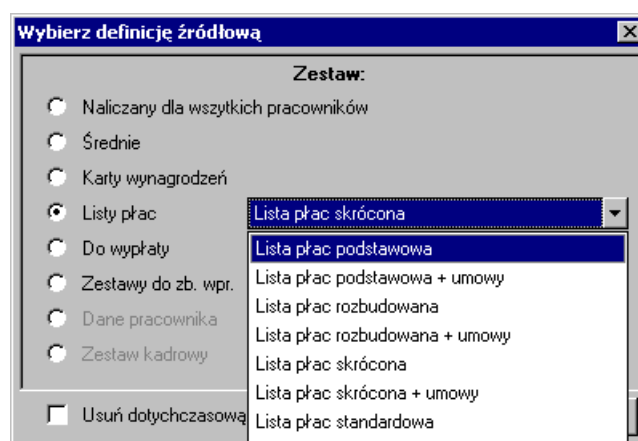 Wybierz definicję źródłową
Zestaw:
Naliczany dla wszytkich pracowników
Średnie
Karty wynagrodzeń
Listy płac
Lista płac skrócona
Do wypłaty
Lista płac podstawowa
Zestawy do zb. wpr.
Lista płac podstawowa + umowy
Lista płac rozbudowana
Dane pracownika
Lista płac rozbudowana + umowy
Zestaw kadrowy
Lista płac skrócona
Lista płac skrócona + umowy
Usuń dotychczasową
Lista płac standardowa